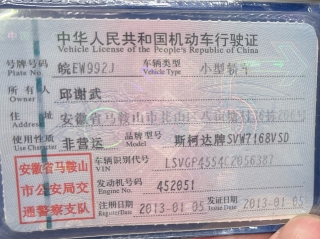 中华人民共和国机动车行驶证
Vehicle License of the People's Republic of China
号牌号码 皖EW992J 车辆类型 小型轿车
Plate No. Vehicle Type
所有人 邱谢武
Owner
住址 安徽省马鞍山市花山区
Address
使用性质 非营运 品牌型号 斯柯达牌SVW7168VSD
Use Character Model
安徽省马鞍山
市公安局交
通警察支队
车辆识别代号
VIN
发动机号码 452051
Engine No.
注册日期 2013-01-05 发证日期 2013-01-05
Register Date Issue Date